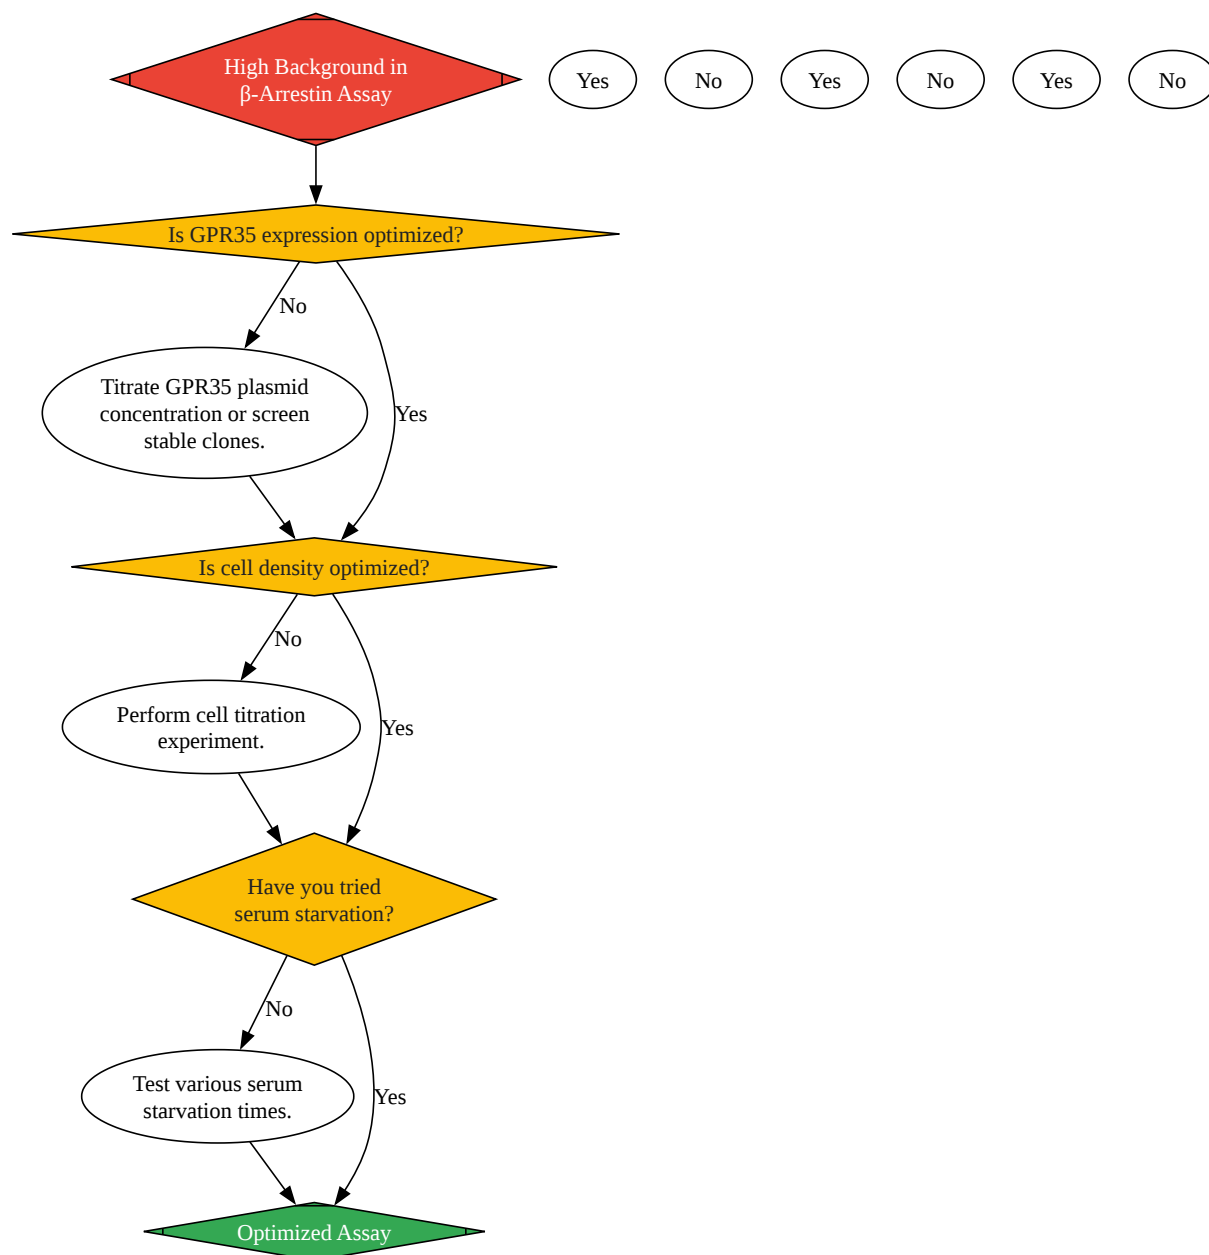 High Background in
β-Arrestin Assay
Yes
No
Yes
No
Yes
No
Is GPR35 expression optimized?
No
Titrate GPR35 plasmid
concentration or screen
stable clones.
Yes
Is cell density optimized?
No
Perform cell titration
experiment.
Yes
Have you tried
serum starvation?
No
Test various serum
starvation times.
Yes
Optimized Assay